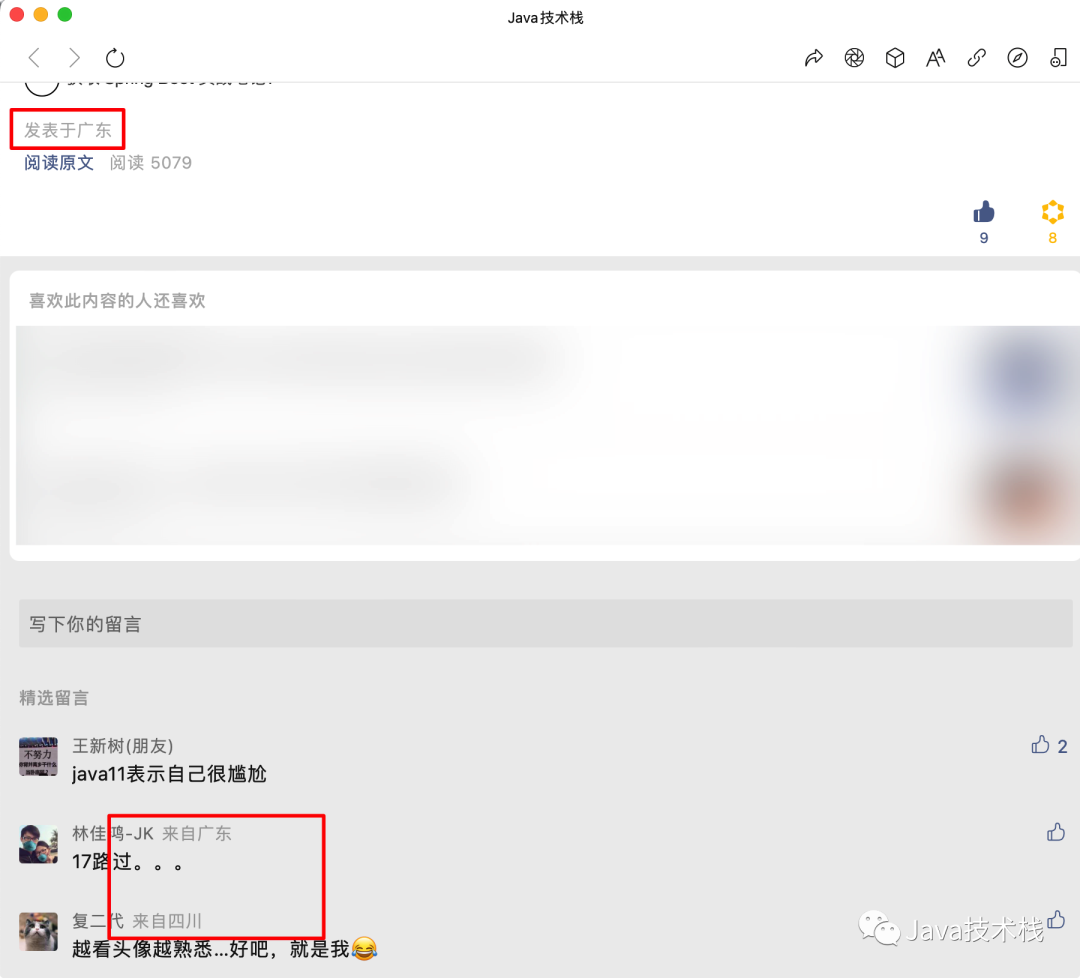 Java技术栈
发表于广东
阅读原文 阅读 5079
9
8
喜欢此内容的人还喜欢
写下你的留言
精选留言
王新树(朋友)
2
java11表示自己很尴尬
林佳鸿-JK 来自广东
17路过。。。
复二代 来自四川
越看头像越熟悉...好吧，就是我😂
Java技术栈